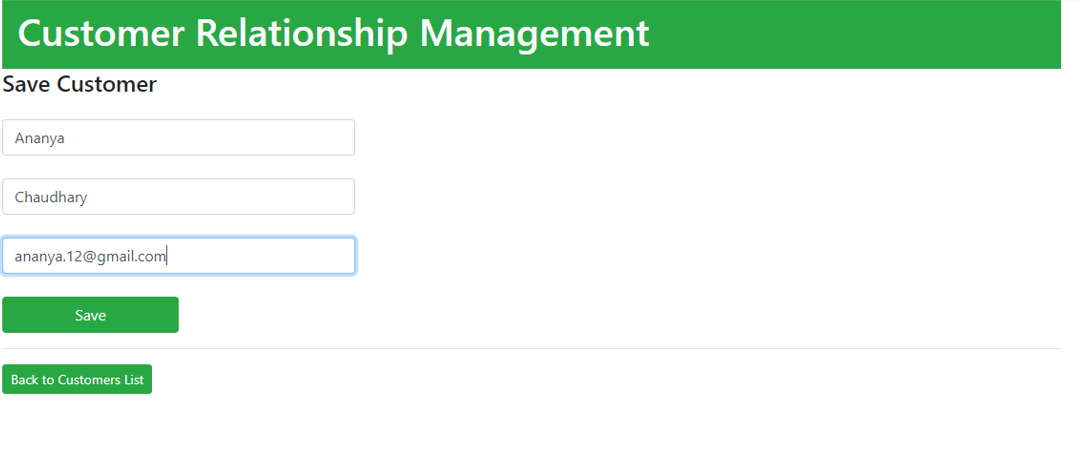 Customer Relationship Management
Save Customer
Ananya
Chaudhary
ananya.12@gmail.com
Save
Back to Customers List